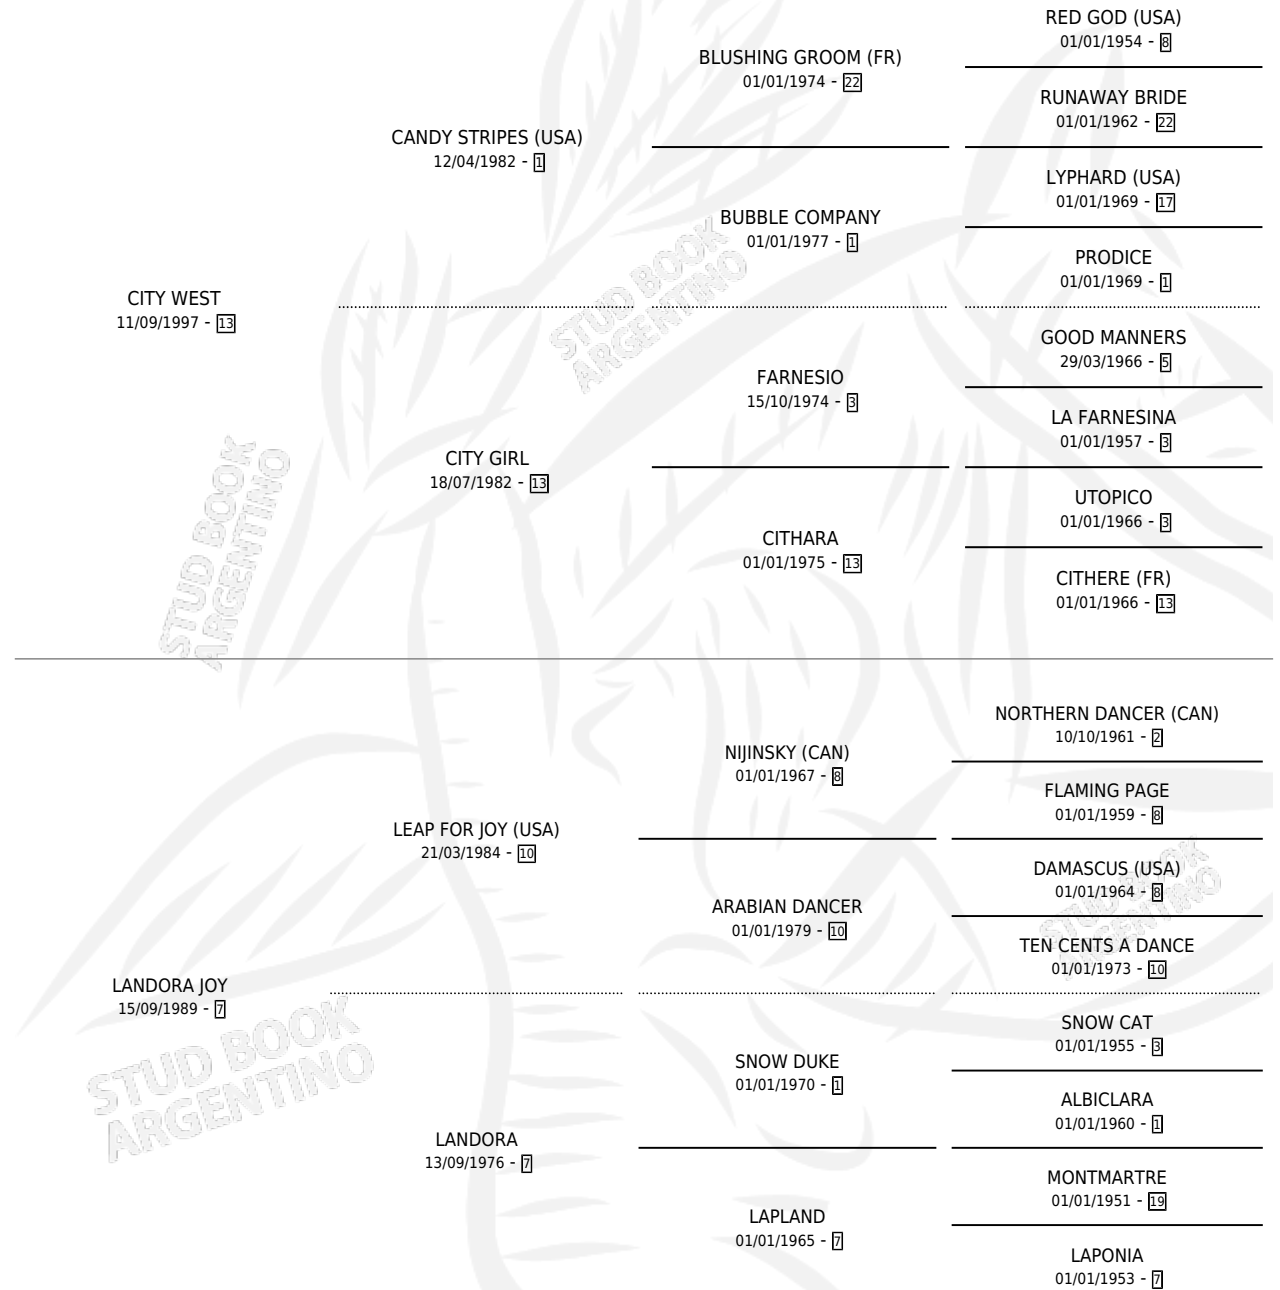 RED GOD (USA)
01/01/1954 - 8
BLUSHING GROOM (FR)
01/01/1974 - 22
RUNAWAY BRIDE
01/01/1962 - 22
CANDY STRIPES (USA)
12/04/1982 - 1
LYPHARD (USA)
01/01/1969 - 17
BUBBLE COMPANY
01/01/1977 - 1
PRODICE
01/01/1969 - 1
CITY WEST
11/09/1997 - 13
STUD BOOK
ARGENTINO
GOOD MANNERS
29/03/1966 - 5
FARNESIO
15/10/1974 - 3
LA FARNESINA
01/01/1957 - 3
CITY GIRL
18/07/1982 - 13
UTOPICO
01/01/1966 - 3
CITHARA
01/01/1975 - 13
CITHERE (FR)
01/01/1966 - 13
STUD BOOK
ARGENTINO
NORTHERN DANCER (CAN)
10/10/1961 - 2
NIJINSKY (CAN)
01/01/1967 - 8
FLAMING PAGE
01/01/1959 - 8
LEAP FOR JOY (USA)
21/03/1984 - 10
DAMASCUS (USA)
01/01/1964 - 8
ARABIAN DANCER
01/01/1979 - 10
STUD BOOK
ARGENTINO
TEN CENTS A DANCE
01/01/1973 - 10
LANDORA JOY
15/09/1989 - 7
STUD BOOK
ARGENTINO
SNOW CAT
01/01/1955 - 3
SNOW DUKE
01/01/1970 - 1
ALBICLARA
01/01/1960 - 1
LANDORA
13/09/1976 - 7
MONTMARTRE
01/01/1951 - 19
LAPLAND
01/01/1965 - 7
LAPONIA
01/01/1953 - 7